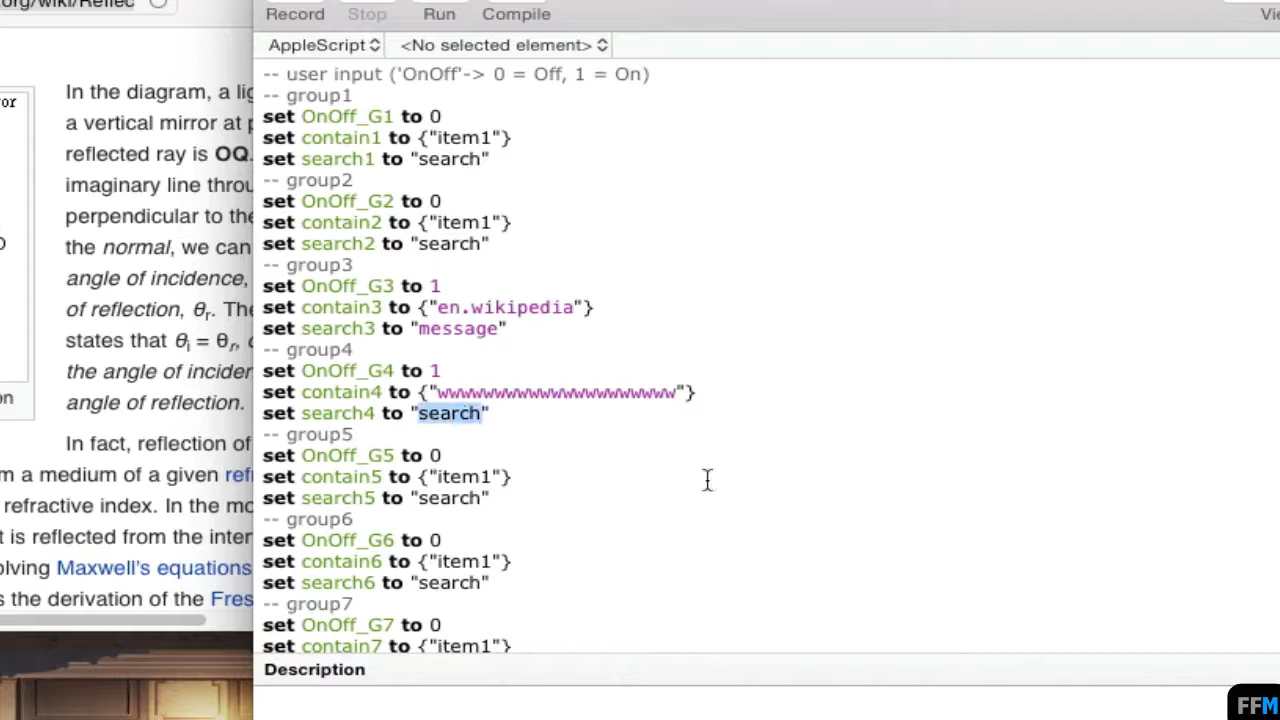 org/wiki/Reflec
Record Stop Run Compile
AppleScript <No selected element>
or
In the diagram, a
a vertical mirror at
reflected ray is OQ.
imaginary line
perpendicular to the
the normal, we can
angle of incidence,
of reflection, θr. The
states that θi = θr,
the angle of
angle of reflection.
on
In fact, reflection of
m a medium of a given
refractive index. In the
t is reflected from the
olving Maxwell's equations
s the derivation of the Fres
-- user input ('OnOff'-> 0 = Off, 1 = On)
-- group1
set OnOff_G1 to 0
set contain1 to {"item1"}
set search1 to "search"
-- group2
set OnOff_G2 to 0
set contain2 to {"item1"}
set search2 to "search"
-- group3
set OnOff_G3 to 1
set contain3 to {"en.wikipedia"}
set search3 to "message"
-- group4
set OnOff_G4 to 1
set contain4 to {"wwwwwwwwwwwwwwwwwwww"}
set search4 to "search"
-- group5
set OnOff_G5 to 0
set contain5 to {"item1"}
set search5 to "search"
-- group6
set OnOff_G6 to 0
set contain6 to {"item1"}
set search6 to "search"
-- group7
set OnOff_G7 to 0
set contain7 to {"item1"}
Description
FFM